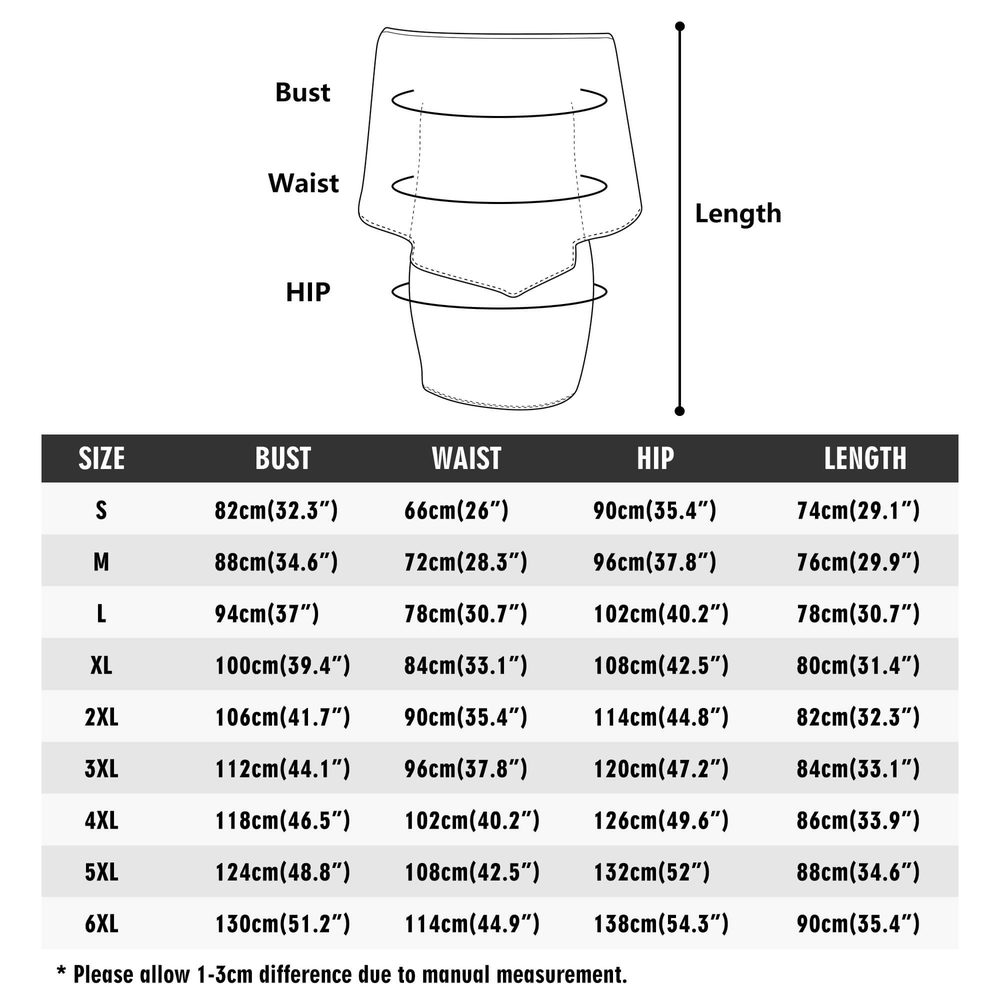 Bust
Waist
Length
HIP
SIZE BUST WAIST HIP LENGTH
S 82cm(32.3”) 66cm(26”) 90cm(35.4”) 74cm(29.1”)
M 88cm(34.6”) 72cm(28.3”) 96cm(37.8”) 76cm(29.9”)
L 94cm(37”) 78cm(30.7”) 102cm(40.2”) 78cm(30.7”)
XL 100cm(39.4”) 84cm(33.1”) 108cm(42.5”) 80cm(31.4”)
2XL 106cm(41.7”) 90cm(35.4”) 114cm(44.8”) 82cm(32.3”)
3XL 112cm(44.1”) 96cm(37.8”) 120cm(47.2”) 84cm(33.1”)
4XL 118cm(46.5”) 102cm(40.2”) 126cm(49.6”) 86cm(33.9”)
5XL 124cm(48.8”) 108cm(42.5”) 132cm(52”) 88cm(34.6”)
6XL 130cm(51.2”) 114cm(44.9”) 138cm(54.3”) 90cm(35.4”)
* Please allow 1-3cm difference due to manual measurement.